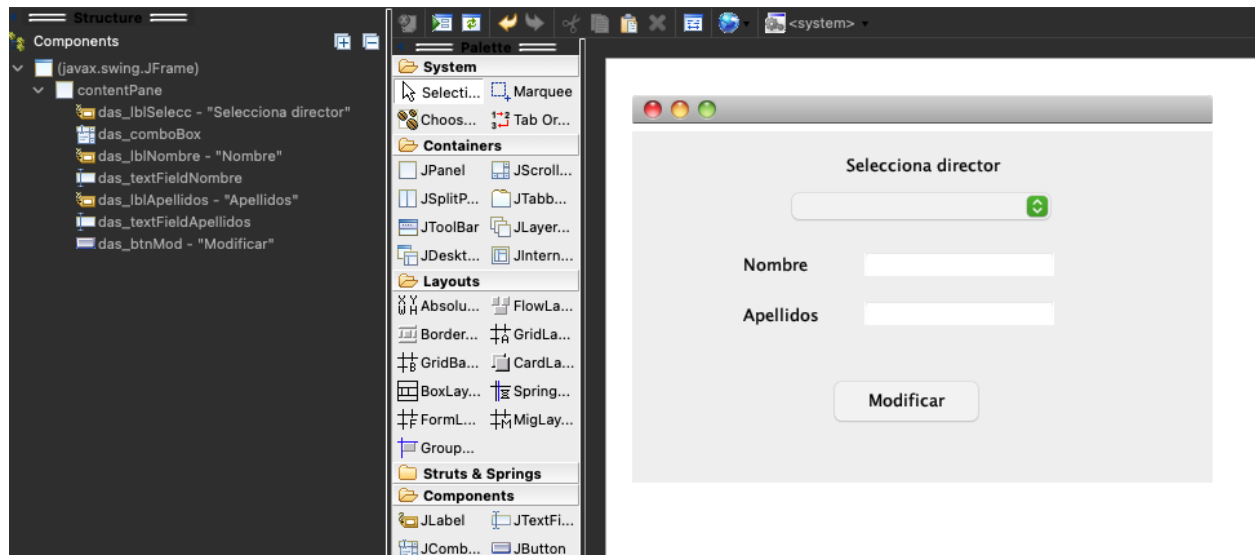 Structure
Components
(javax.swing.JFrame)
contentPane
das_lblSelecc - "Selecciona director"
das_comboBox
das_lblNombre - "Nombre"
das_textFieldNombre
das_lblApellidos - "Apellidos"
das_textFieldApellidos
das_btnMod - "Modificar"
<system>
Palette
System
Selecti... Marquee
Choos... Tab Or...
Containers
JPanel JScroll...
JSplitP... JTabb...
JToolBar JLayer...
JDeskt... JIntern...
Layouts
Absolu... FlowLa...
Border... GridLa...
GridBa... CardLa...
BoxLay... Spring...
FormL... MigLay...
Group...
Struts & Springs
Components
JLabel JTextFi...
JComb... JButton
Selecciona director
Nombre
Apellidos
Modificar